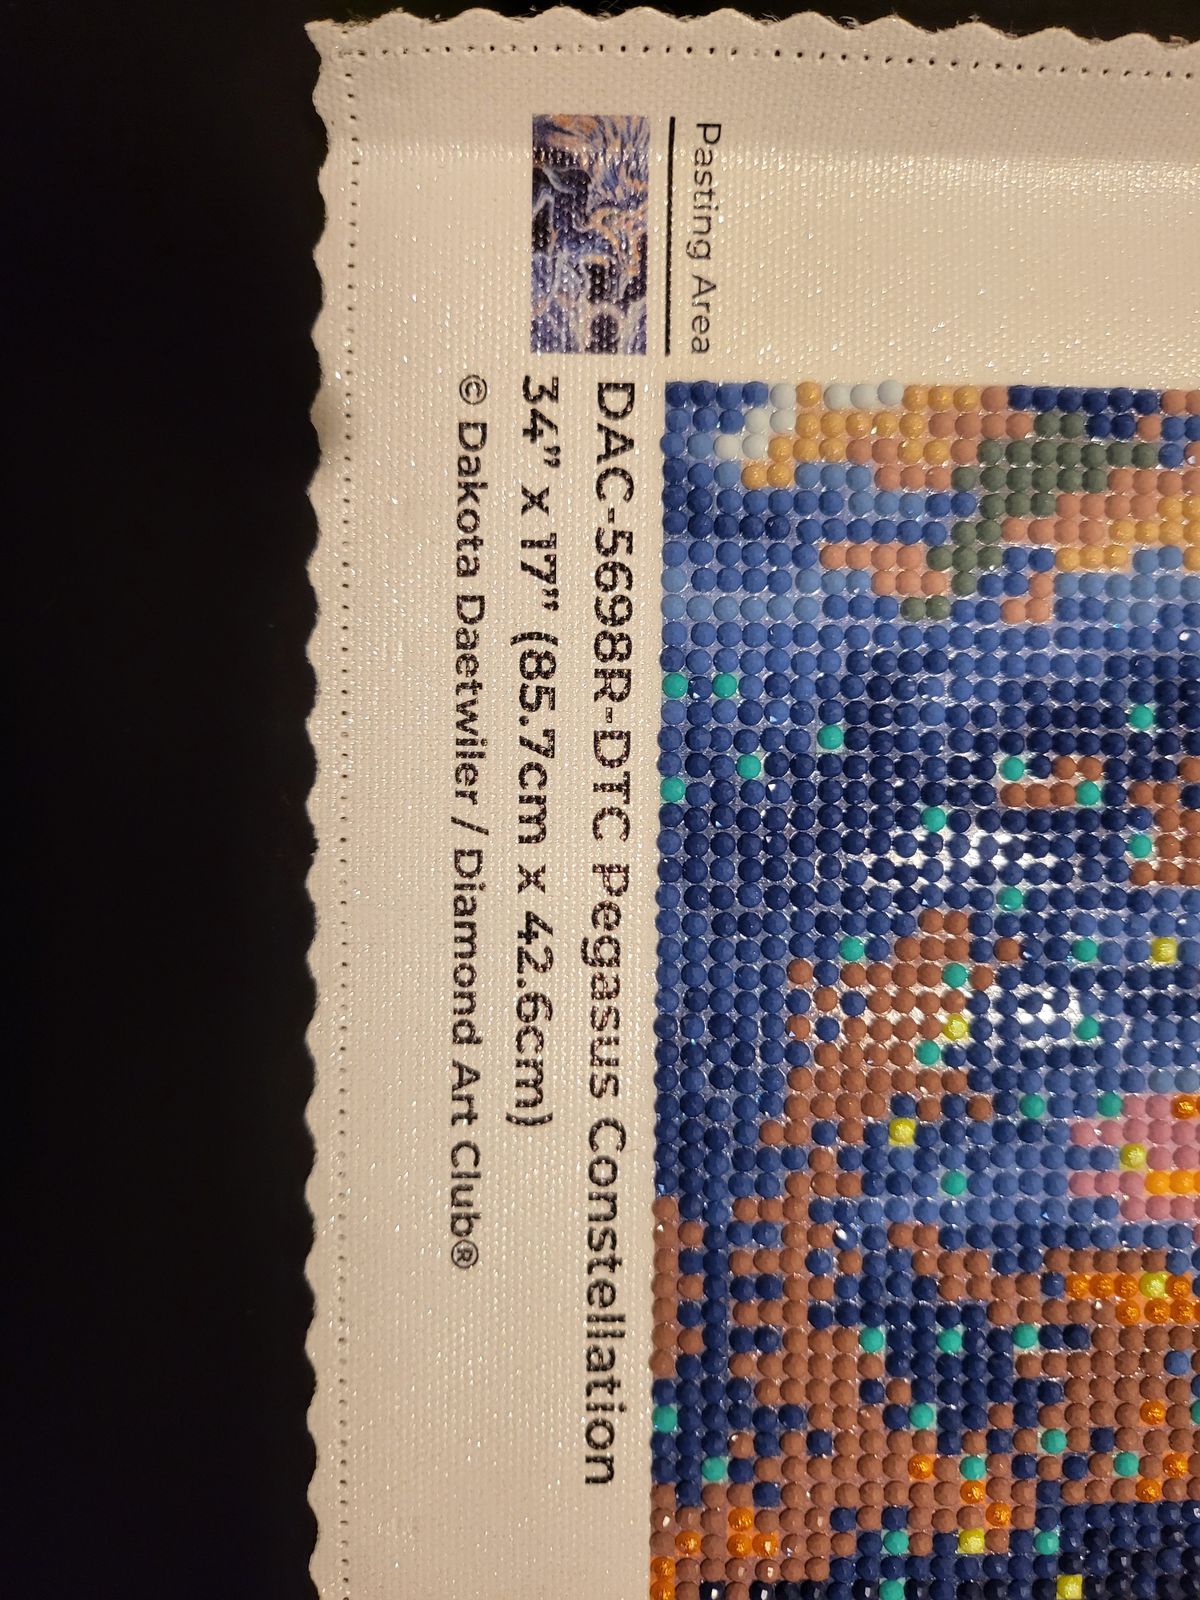 Pasting Area
DAC-5698R-DTC Pegasus Constellation
34” x 17” (85.7cm x 42.6cm)
© Dakota Daetwiler / Diamond Art Club®